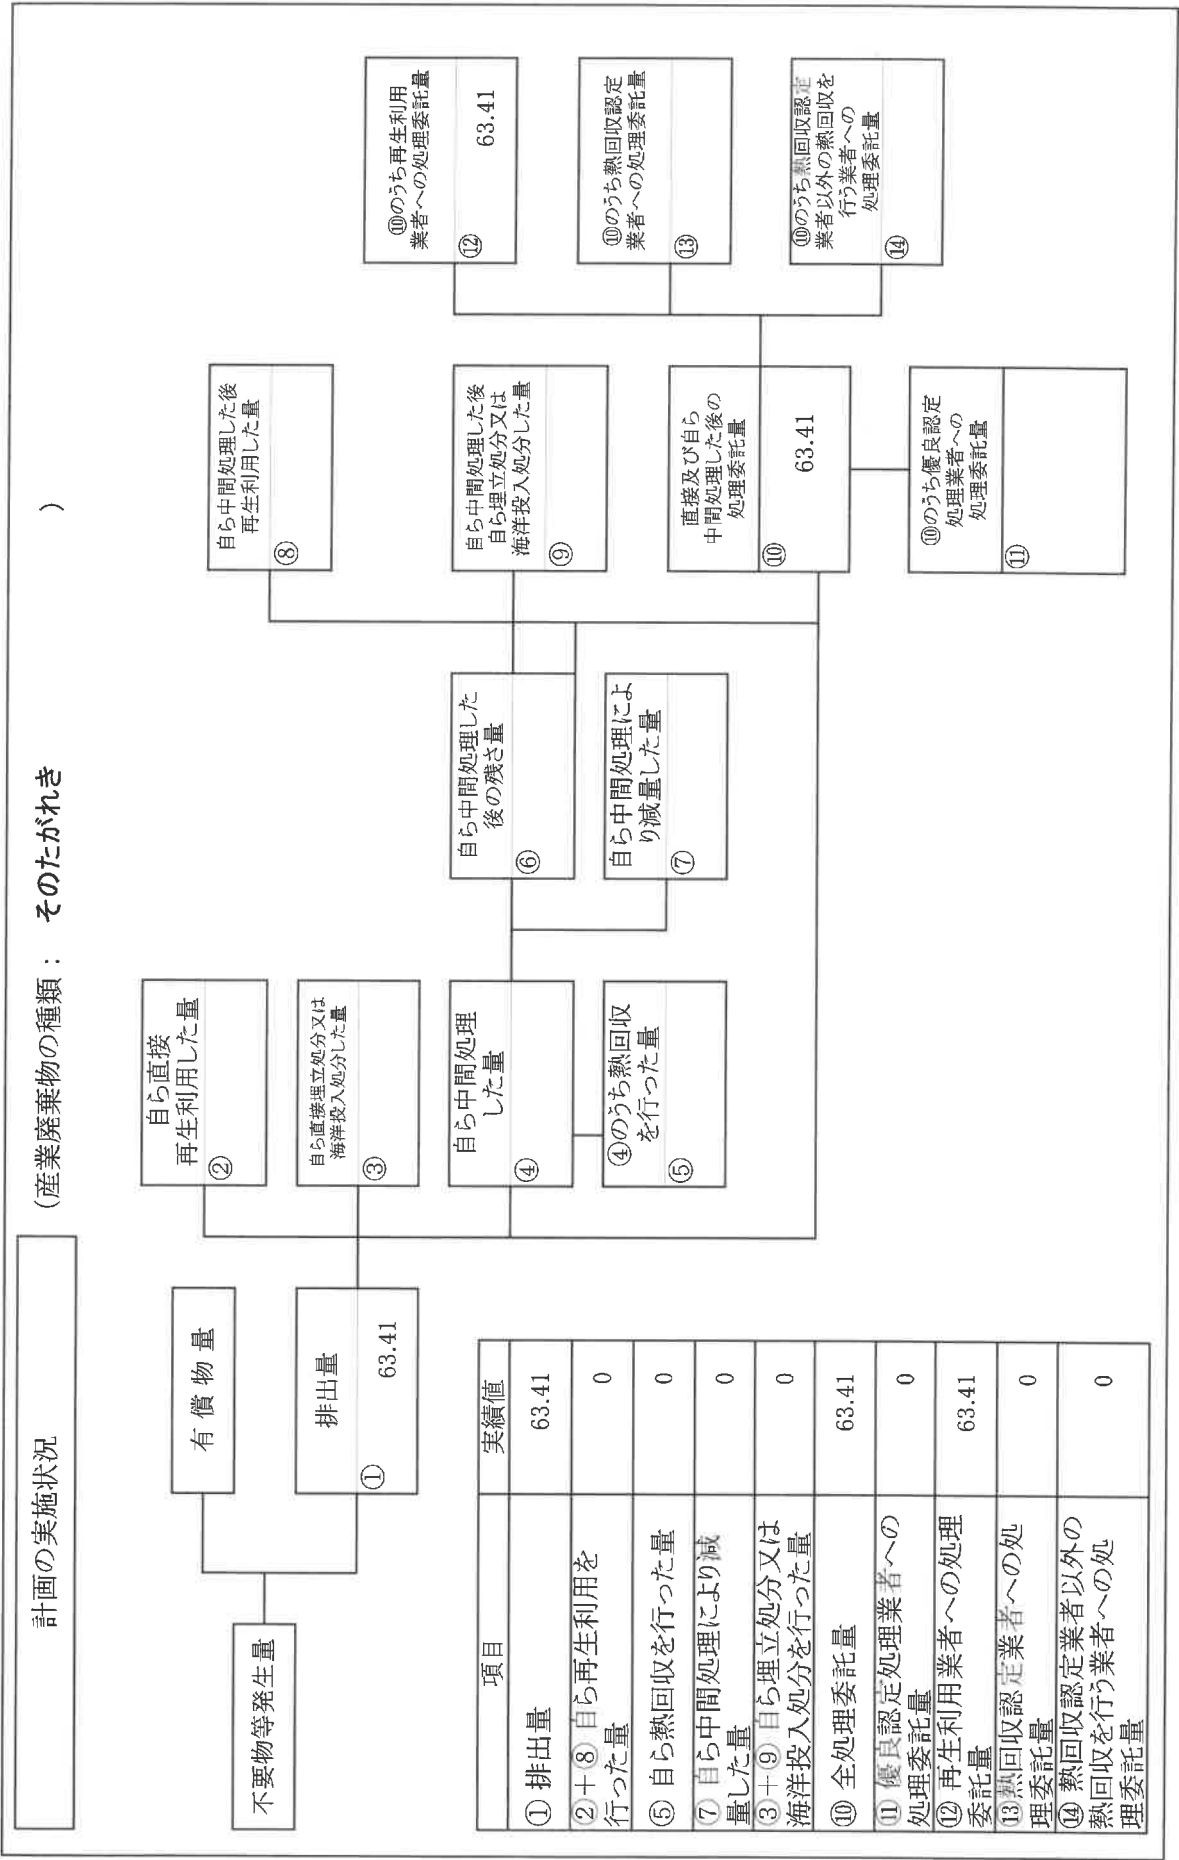 計画の実施状況
(産業廃棄物の種類： そのたがれき )
不要物等発生量
有償物量
排出量
①
63.41
自ら直接
再生利用した量
②
自ら直接埋立処分又は
海洋投入処分した量
③
自ら中間処理
した量
④
④のうち熱回収
を行った量
⑤
自ら中間処理した
後の残さ量
⑥
自ら中間処理によ
り減量した量
⑦
自ら中間処理した後
再生利用した量
⑧
自ら中間処理した後
自ら埋立処分又は
海洋投入処分した量
⑨
直接及び自ら
中間処理した後の
処理委託量
⑩
63.41
⑩のうち優良認定
処理業者への
処理委託量
⑪
⑩のうち再生利用
業者への処理委託量
⑫
63.41
⑩のうち熱回収認定
業者への処理委託量
⑬
⑩のうち熱回収認定
業者以外の熱回収を
行う業者への
処理委託量
⑭
項目 実績値
①排出量 63.41
②+⑧自ら再生利用を
行った量 0
⑤自ら熱回収を行った量 0
⑦自ら中間処理により減
量した量 0
③+⑨自ら埋立処分又は
海洋投入処分を行った量 0
⑩全処理委託量 63.41
⑪優良認定処理業者への
処理委託量 0
⑫再生利用業者への処理
委託量 63.41
⑬熱回収認定業者への処
理委託量 0
⑭熱回収認定業者以外の
熱回収を行う業者への処
理委託量 0